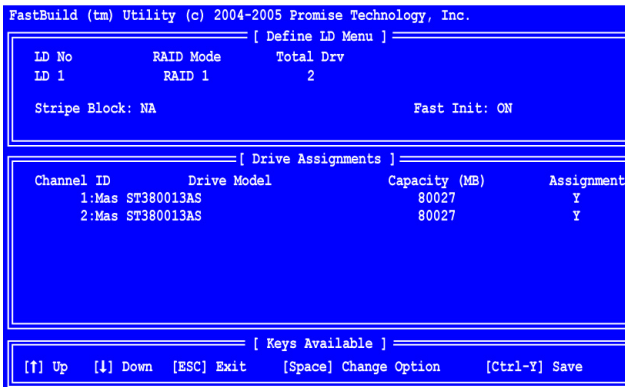 FastBuild (tm) Utility (c) 2004-2005 Promise Technology, Inc.
[ Define LD Menu ]
LD No RAID Mode Total Drv
LD 1 RAID 1 2
Stripe Block: NA Fast Init: ON
[ Drive Assignments ]
Channel ID Drive Model Capacity (MB) Assignment
1:Mas ST380013AS 80027 Y
2:Mas ST380013AS 80027 Y
[ Keys Available ]
[↑] Up [↓] Down [ESC] Exit [Space] Change Option [Ctrl-Y] Save